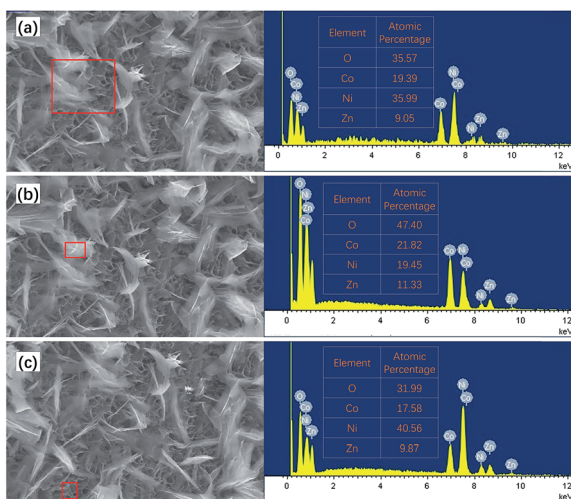 (a)
Element Atomic Percentage
O 35.57
Co 19.39
Ni 35.99
Zn 9.05
O
Co
Ni
Zn
Co
Ni
Co
Ni
Zn
Zn
0 2 4 6 8 10 12
keV
(b)
Element Atomic Percentage
O 47.40
Co 21.82
Ni 19.45
Zn 11.33
O
Ni
Zn
Co
Co
Ni
Co
Ni
Zn
Zn
0 2 4 6 8 10 12
keV
(c)
Element Atomic Percentage
O 31.99
Co 17.58
Ni 40.56
Zn 9.87
O
Co
Ni
Zn
Co
Ni
Co
Ni
Zn
Zn
0 2 4 6 8 10 12
keV